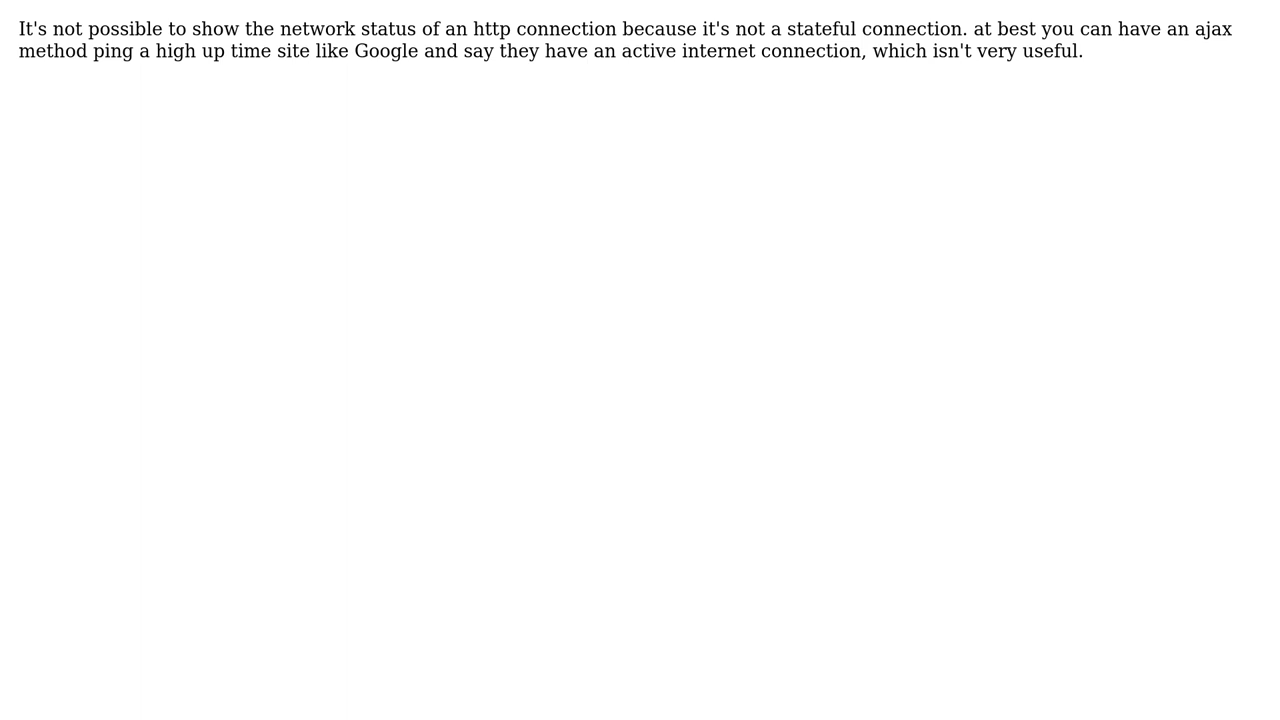 It's not possible to show the network status of an http connection because it's not a stateful connection. at best you can have an ajax
method ping a high up time site like Google and say they have an active internet connection, which isn't very useful.